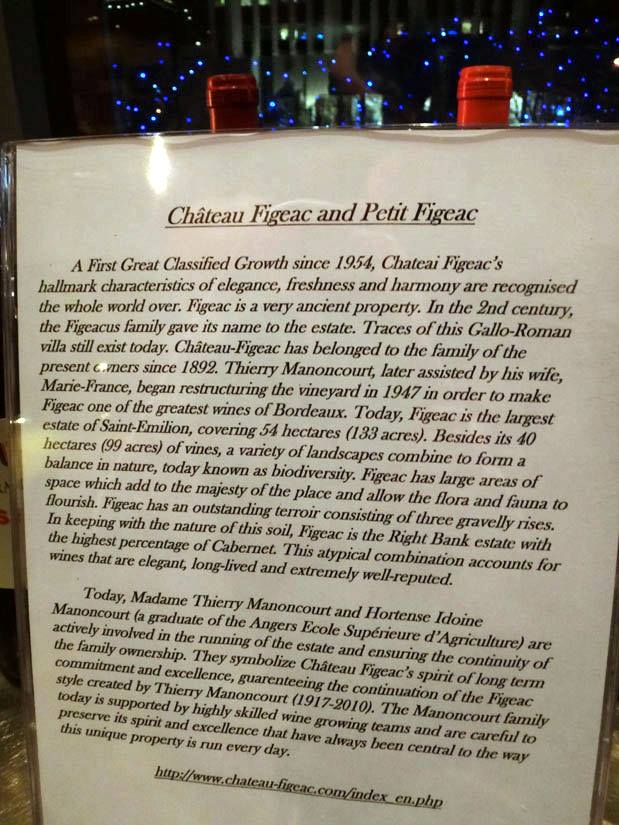 Château Figeac and Petit Figeac
A First Great Classified Growth since 1954, Chateai Figeac's
hallmark characteristics of elegance, freshness and harmony are recognised
the whole world over. Figeac is a very ancient property. In the 2nd century,
the Figeacus family gave its name to the estate. Traces of this Gallo-Roman
villa still exist today. Château-Figeac has belonged to the family of the
present owners since 1892. Thierry Manoncourt, later assisted by his wife,
Marie-France, began restructuring the vineyard in 1947 in order to make
Figeac one of the greatest wines of Bordeaux. Today, Figeac is the largest
estate of Saint-Emilion, covering 54 hectares (133 acres). Besides its 40
hectares (99 acres) of vines, a variety of landscapes combine to form a
balance in nature, today known as biodiversity. Figeac has large areas of
space which add to the majesty of the place and allow the flora and fauna to
flourish. Figeac has an outstanding terroir consisting of three gravelly rises.
In keeping with the nature of this soil, Figeac is the Right Bank estate with
the highest percentage of Cabernet. This atypical combination accounts for
wines that are elegant, long-lived and extremely well-reputed.
Today, Madame Thierry Manoncourt and Hortense Idoine
Manoncourt (a graduate of the Angers Ecole Supérieure d'Agriculture) are
actively involved in the running of the estate and ensuring the continuity of
the family ownership. They symbolize Château Figeac's spirit of long term
commitment and excellence, guarenteeing the continuation of the Figeac
style created by Thierry Manoncourt (1917-2010). The Manoncourt family
today is supported by highly skilled wine growing teams and are careful to
preserve its spirit and excellence that have always been central to the way
this unique property is run every day.
http://www.chateau-figeac.com/index_en.php